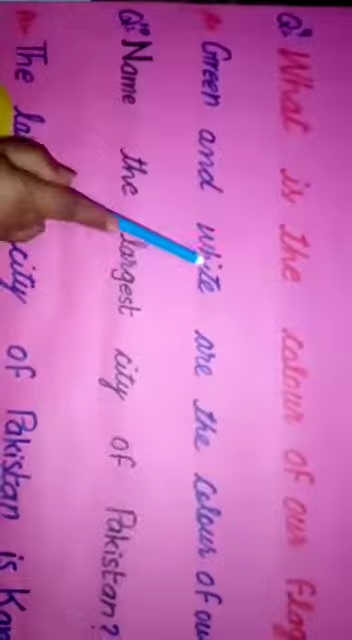 Q: What is the colour of our Flag
A: Green and white are the colour of our
Q: Name the largest city of Pakistan?
A: The city of Pakistan is